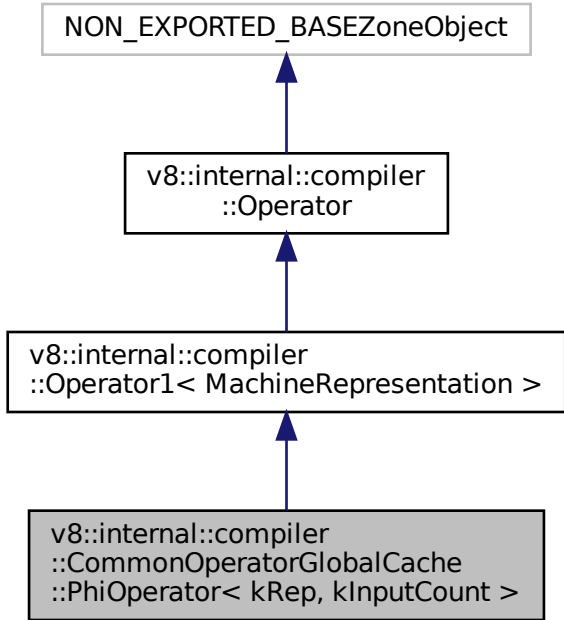 NON_EXPORTED_BASEZoneObject
v8::internal::compiler
::Operator
v8::internal::compiler
::Operator1< MachineRepresentation >
v8::internal::compiler
::CommonOperatorGlobalCache
::PhiOperator< kRep, kInputCount >